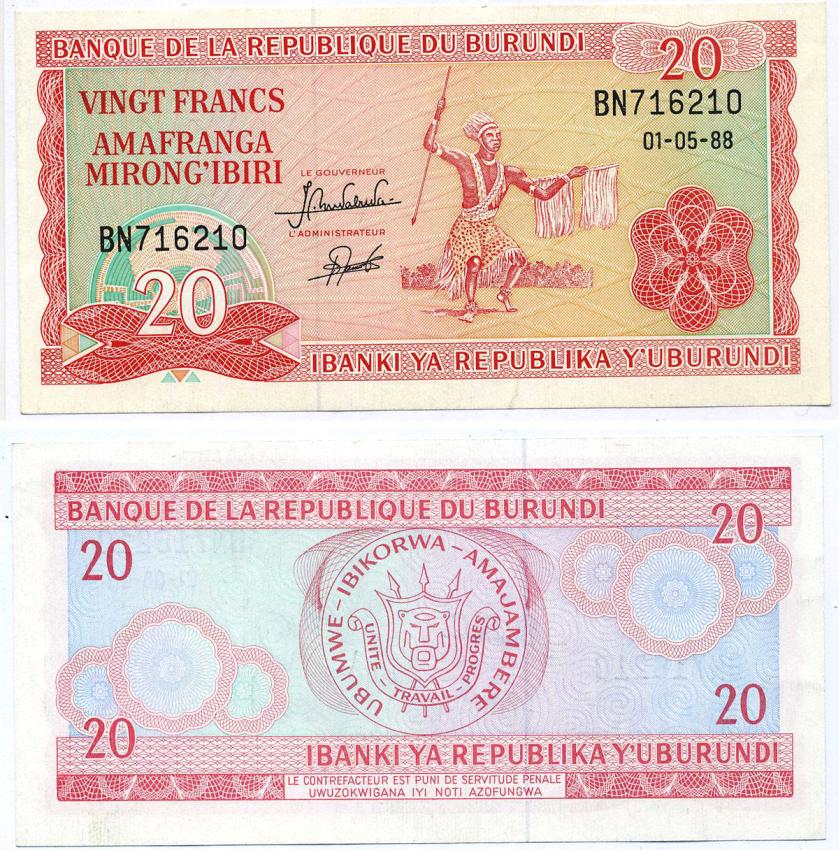 BANQUE DE LA REPUBLIQUE DU BURUNDI
20
VINGT FRANCS
AMAFRANGA
MIRONG'IBIRI
BN716210
01-05-88
LE GOUVERNEUR
L'ADMINISTRATEUR
BN716210
20
IBANKI YA REPUBLIKA Y'UBURUNDI
BANQUE DE LA REPUBLIQUE DU BURUNDI
20
20
UBUMWE - IBIKORWA - AMAJAMBERE
UNITE - TRAVAIL - PROGRES
20
20
IBANKI YA REPUBLIKA Y'UBURUNDI
LE CONTREFACTEUR EST PUNI DE SERVITUDE PENALE
UWUZOKWIGANA IYI NOTI AZOFUNGWA